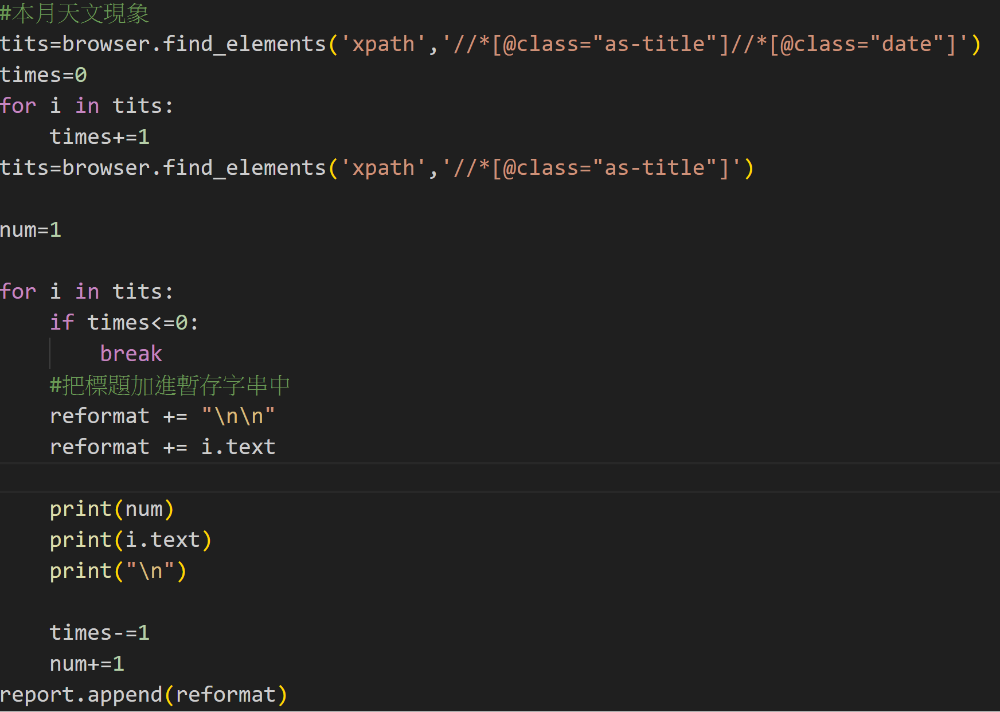 #本月天文現象
tits=browser.find_elements('xpath','//*[@class="as-title"]//*[@class="date"]')
times=0
for i in tits:
    times+=1
tits=browser.find_elements('xpath','//*[@class="as-title"]')
num=1
for i in tits:
    if times<=0:
        break
    #把標題加進暫存字串中
    reformat += "\n\n"
    reformat += i.text
    print(num)
    print(i.text)
    print("\n")
    times-=1
    num+=1
report.append(reformat)